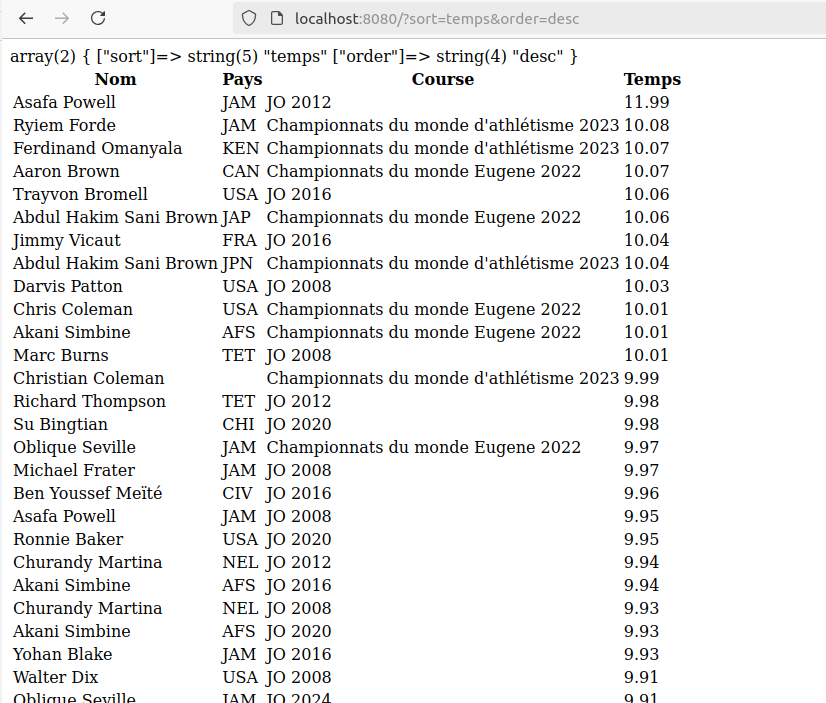 localhost:8080/?sort=temps&order=desc
array(2) { ["sort"]=> string(5) "temps" ["order"]=> string(4) "desc" }
Nom Pays Course Temps
Asafa Powell JAM JO 2012 11.99
Ryiem Forde JAM Championnats du monde d'athlétisme 2023 10.08
Ferdinand Omanyala KEN Championnats du monde d'athlétisme 2023 10.07
Aaron Brown CAN Championnats du monde Eugene 2022 10.07
Trayvon Bromell USA JO 2016 10.06
Abdul Hakim Sani Brown JAP Championnats du monde Eugene 2022 10.06
Jimmy Vicaut FRA JO 2016 10.04
Abdul Hakim Sani Brown JPN Championnats du monde d'athlétisme 2023 10.04
Darvis Patton USA JO 2008 10.03
Chris Coleman USA Championnats du monde Eugene 2022 10.01
Akani Simbine AFS Championnats du monde Eugene 2022 10.01
Marc Burns TET JO 2008 10.01
Christian Coleman Championnats du monde d'athlétisme 2023 9.99
Richard Thompson TET JO 2012 9.98
Su Bingtian CHI JO 2020 9.98
Oblique Seville JAM Championnats du monde Eugene 2022 9.97
Michael Frater JAM JO 2008 9.97
Ben Youssef Meïté CIV JO 2016 9.96
Asafa Powell JAM JO 2008 9.95
Ronnie Baker USA JO 2020 9.95
Churandy Martina NEL JO 2012 9.94
Akani Simbine AFS JO 2016 9.94
Churandy Martina NEL JO 2008 9.93
Akani Simbine AFS JO 2020 9.93
Yohan Blake JAM JO 2016 9.93
Walter Dix USA JO 2008 9.91
Oblique Seville JAM JO 2024 9.91